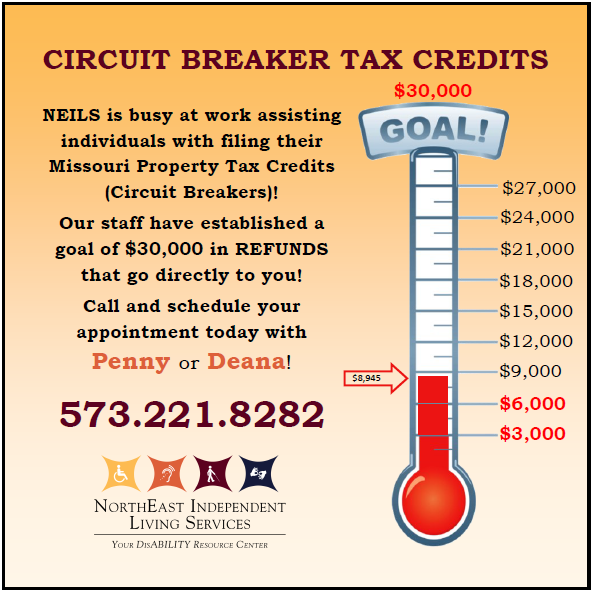 CIRCUIT BREAKER TAX CREDITS
$30,000
GOAL!
NEILS is busy at work assisting
individuals with filing their
Missouri Property Tax Credits
(Circuit Breakers)!
Our staff have established a
goal of $30,000 in REFUNDS
that go directly to you!
Call and schedule your
appointment today with
Penny or Deana!
573.221.8282
NORTHEAST INDEPENDENT
LIVING SERVICES
YOUR DISABILITY RESOURCE CENTER
$27,000
$24,000
$21,000
$18,000
$15,000
$12,000
$9,000
$8,945
$6,000
$3,000